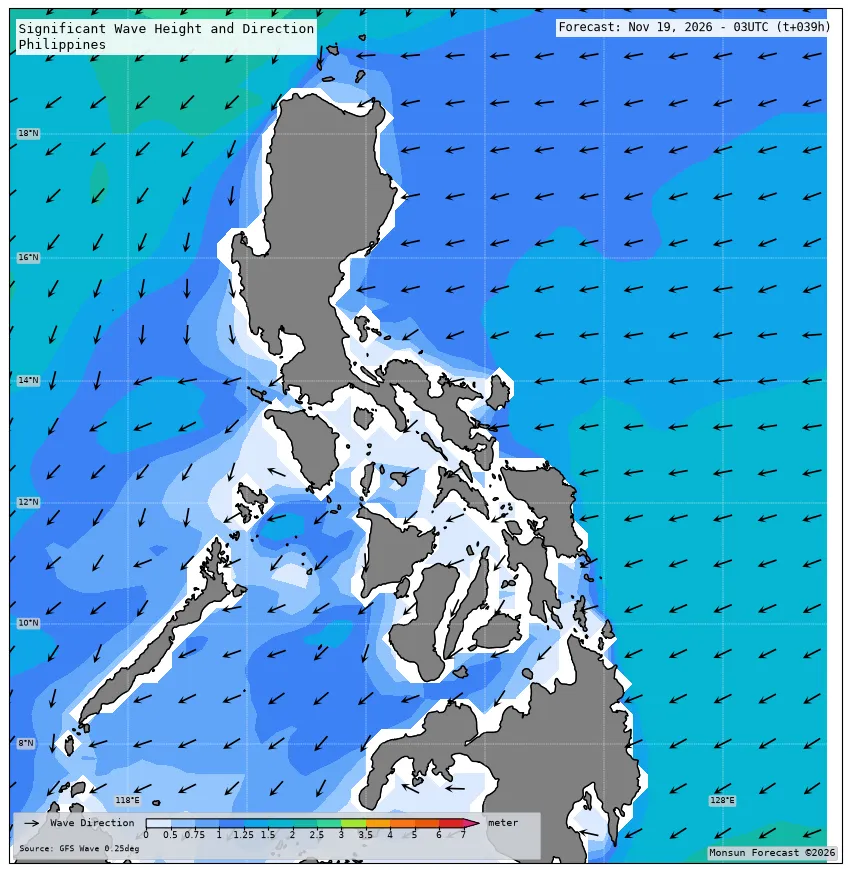 Significant Wave Height and Direction
Philippines
Forecast: Nov 19, 2026 - 03UTC (t+039h)
18°N
16°N
14°N
12°N
10°N
8°N
118°E
128°E
Wave Direction
0 0.5 0.75 1 1.25 1.5 2 2.5 3 3.5 4 5 6 7
meter
Source: GFS Wave 0.25deg
Monsun Forecast ©2026